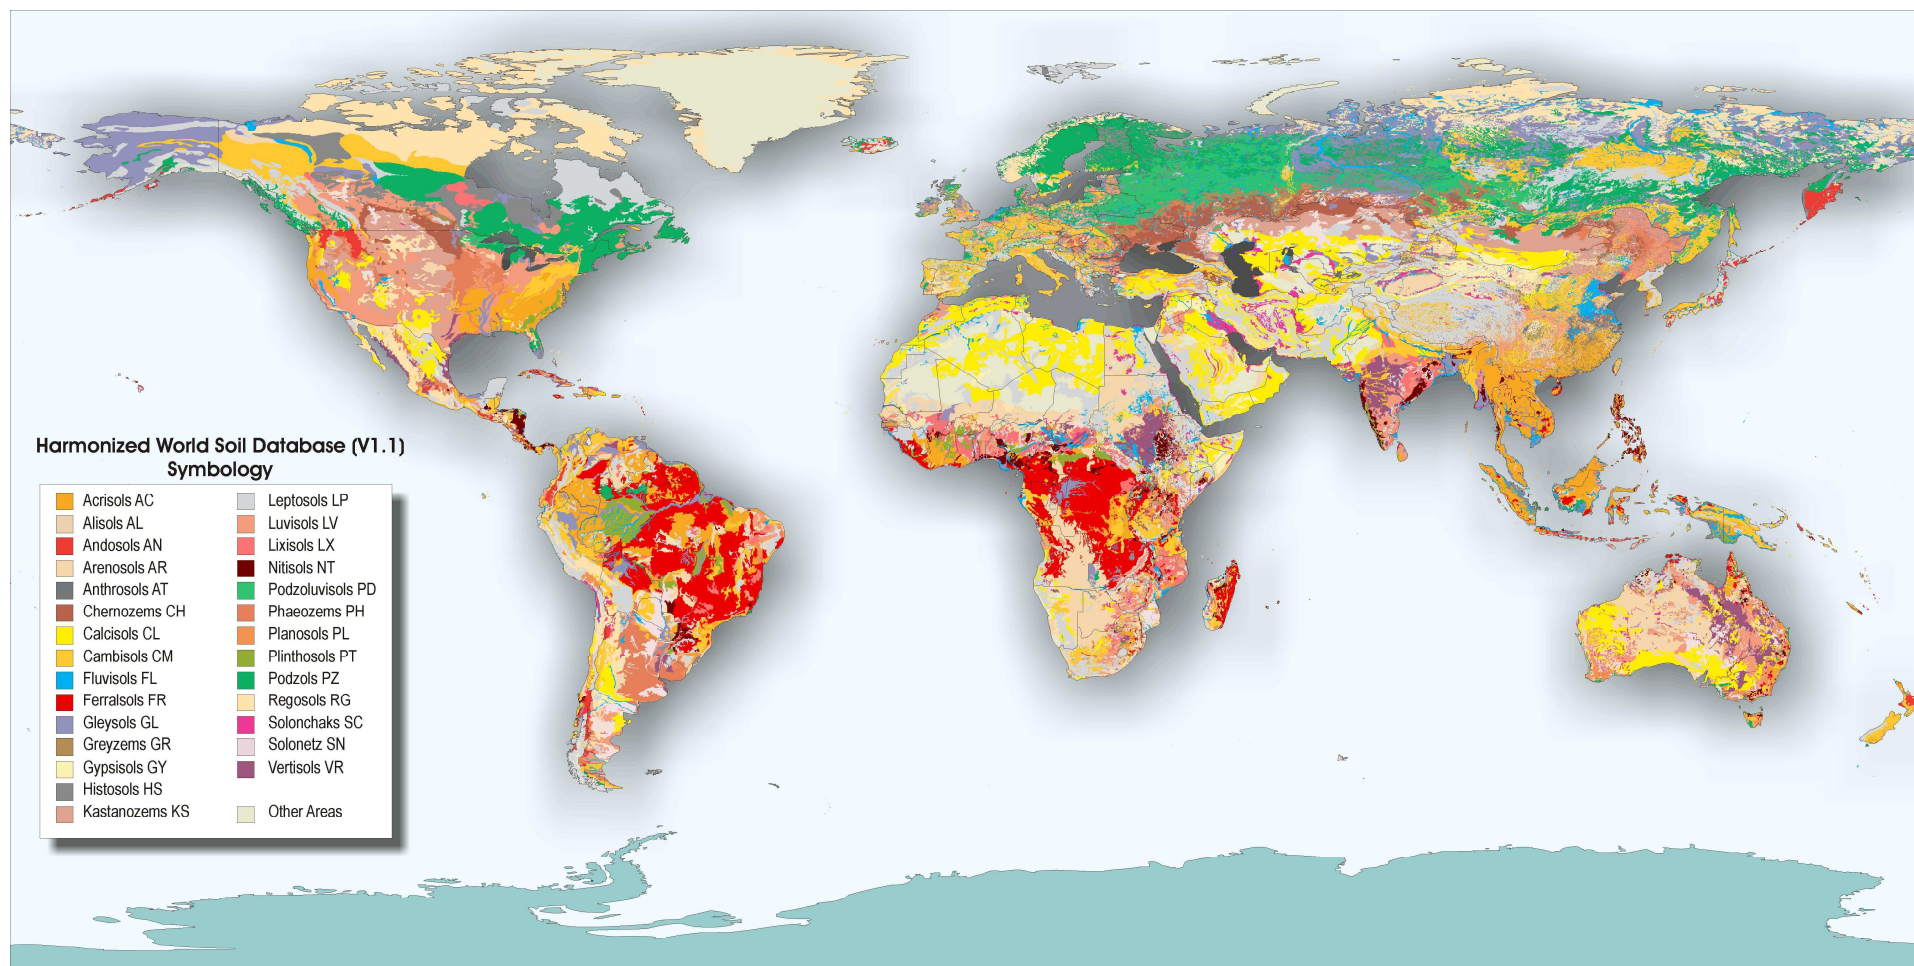 Harmonized World Soil Database (V1.1)
Symbology
Acrisols AC
Alisols AL
Andosols AN
Arenosols AR
Anthrosols AT
Chernozems CH
Calcisols CL
Cambisols CM
Fluvisols FL
Ferralsols FR
Gleysols GL
Greyzems GR
Gypsisols GY
Histosols HS
Kastanozems KS
Leptosols LP
Luvisols LV
Lixisols LX
Nitisols NT
Podzoluvisols PD
Phaeozems PH
Planosols PL
Plinthosols PT
Podzols PZ
Regosols RG
Solonchaks SC
Solonetz SN
Vertisols VR
Other Areas